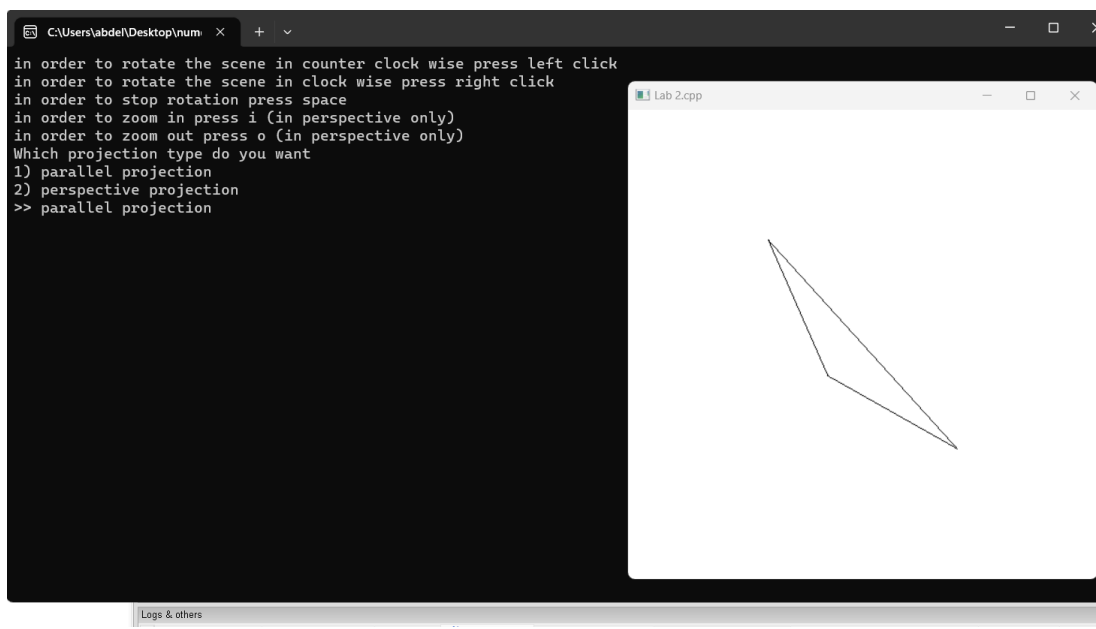 C:\Users\abdel\Desktop\num
in order to rotate the scene in counter clock wise press left click
in order to rotate the scene in clock wise press right click
in order to stop rotation press space
in order to zoom in press i (in perspective only)
in order to zoom out press o (in perspective only)
Which projection type do you want
1) parallel projection
2) perspective projection
>> parallel projection
Lab 2.cpp
Logs & others